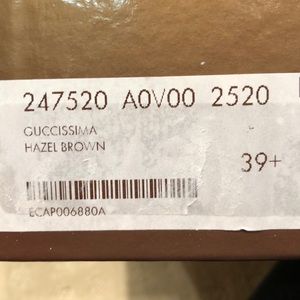 247520 A0V00 2520
GUCCISSIMA
HAZEL BROWN
39+
ECAP006880A